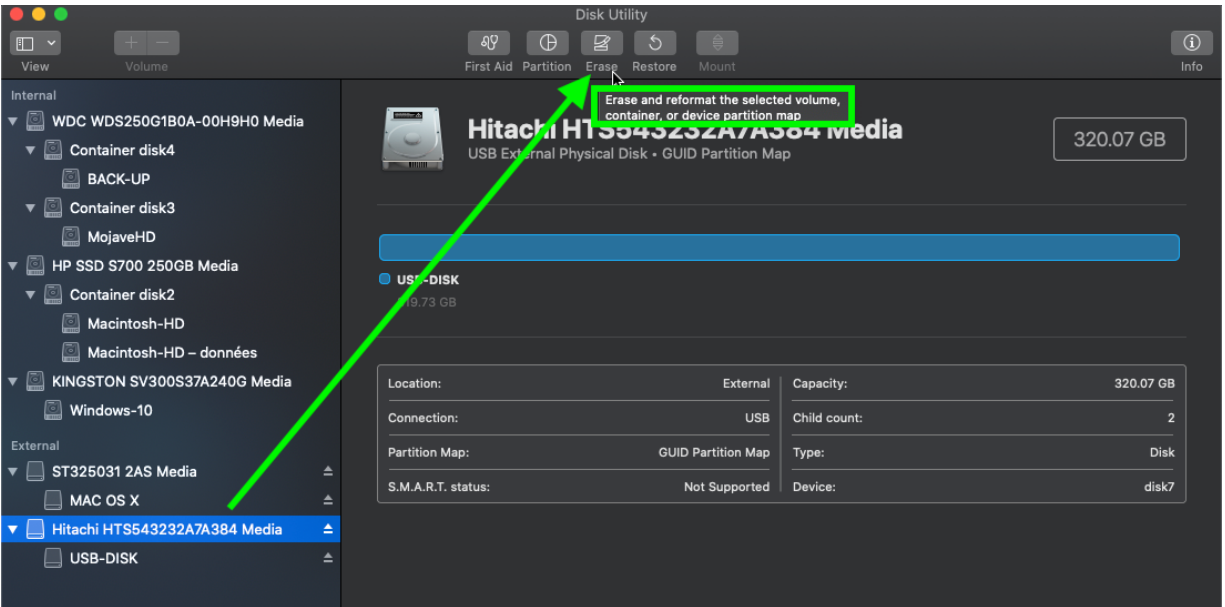 Disk Utility
View
Volume
First Aid
Partition
Erase
Restore
Mount
Info
Internal
WDC WDS250G1B0A-00H9H0 Media
Container disk4
BACK-UP
Container disk3
MojaveHD
HP SSD S700 250GB Media
Container disk2
Macintosh-HD
Macintosh-HD – données
KINGSTON SV300S37A240G Media
Windows-10
External
ST325031 2AS Media
MAC OS X
Hitachi HTS543232A7A384 Media
USB-DISK
Erase and reformat the selected volume,
container, or device partition map
Hitachi HTS543232A7A384 Media
USB External Physical Disk • GUID Partition Map
320.07 GB
USB-DISK
319.73 GB
Location: External
Capacity: 320.07 GB
Connection: USB
Child count: 2
Partition Map: GUID Partition Map
Type: Disk
S.M.A.R.T. status: Not Supported
Device: disk7